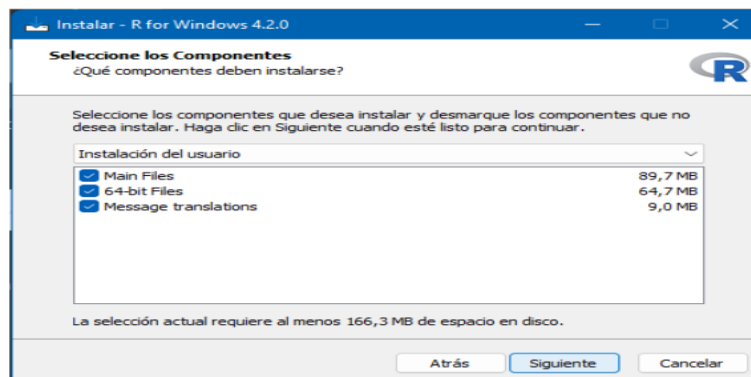 Instalar - R for Windows 4.2.0
Seleccione los Componentes
¿Qué componentes deben instalarse?
R
Seleccione los componentes que desea instalar y desmarque los componentes que no
desea instalar. Haga clic en Siguiente cuando esté listo para continuar.
Instalación del usuario
Main Files 89,7 MB
64-bit Files 64,7 MB
Message translations 9,0 MB
La selección actual requiere al menos 166,3 MB de espacio en disco.
Atrás Siguiente Cancelar